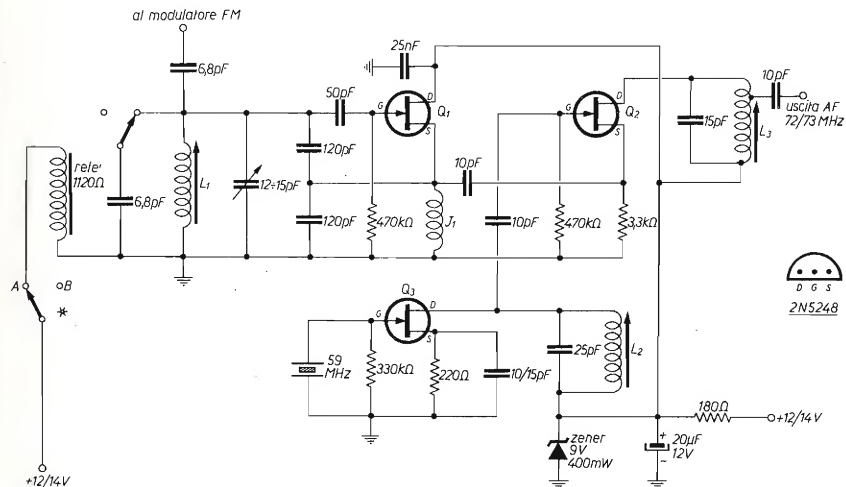 al modulatore FM
6,8pF
25nF
50pF
G
D
Q1
S
G
D
Q2
S
15pF
L3
10pF
uscita AF
72/73 MHz
rele'
1120Ω
6,8pF
L1
12÷15pF
120pF
120pF
470kΩ
J1
10pF
10pF
470kΩ
3,3kΩ
A
B
*
D G S
2N5248
Q3
G
D
S
59
MHz
330kΩ
220Ω
10/15pF
25pF
L2
180Ω
+12/14V
zener
9V
400mW
+
20µF
12V
−
+12/14V